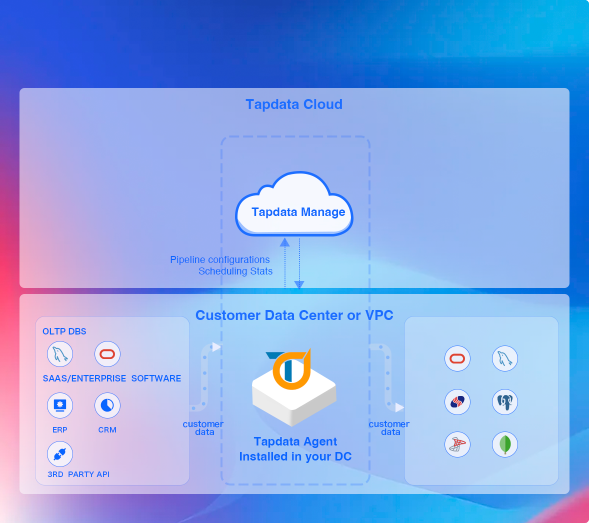 Tapdata Cloud
Tapdata Manage
Pipeline configurations
Scheduling Stats
Customer Data Center or VPC
OLTP DBS
SAAS/ENTERPRISE SOFTWARE
ERP
CRM
3RD PARTY API
customer
data
Tapdata Agent
Installed in your DC
customer
data